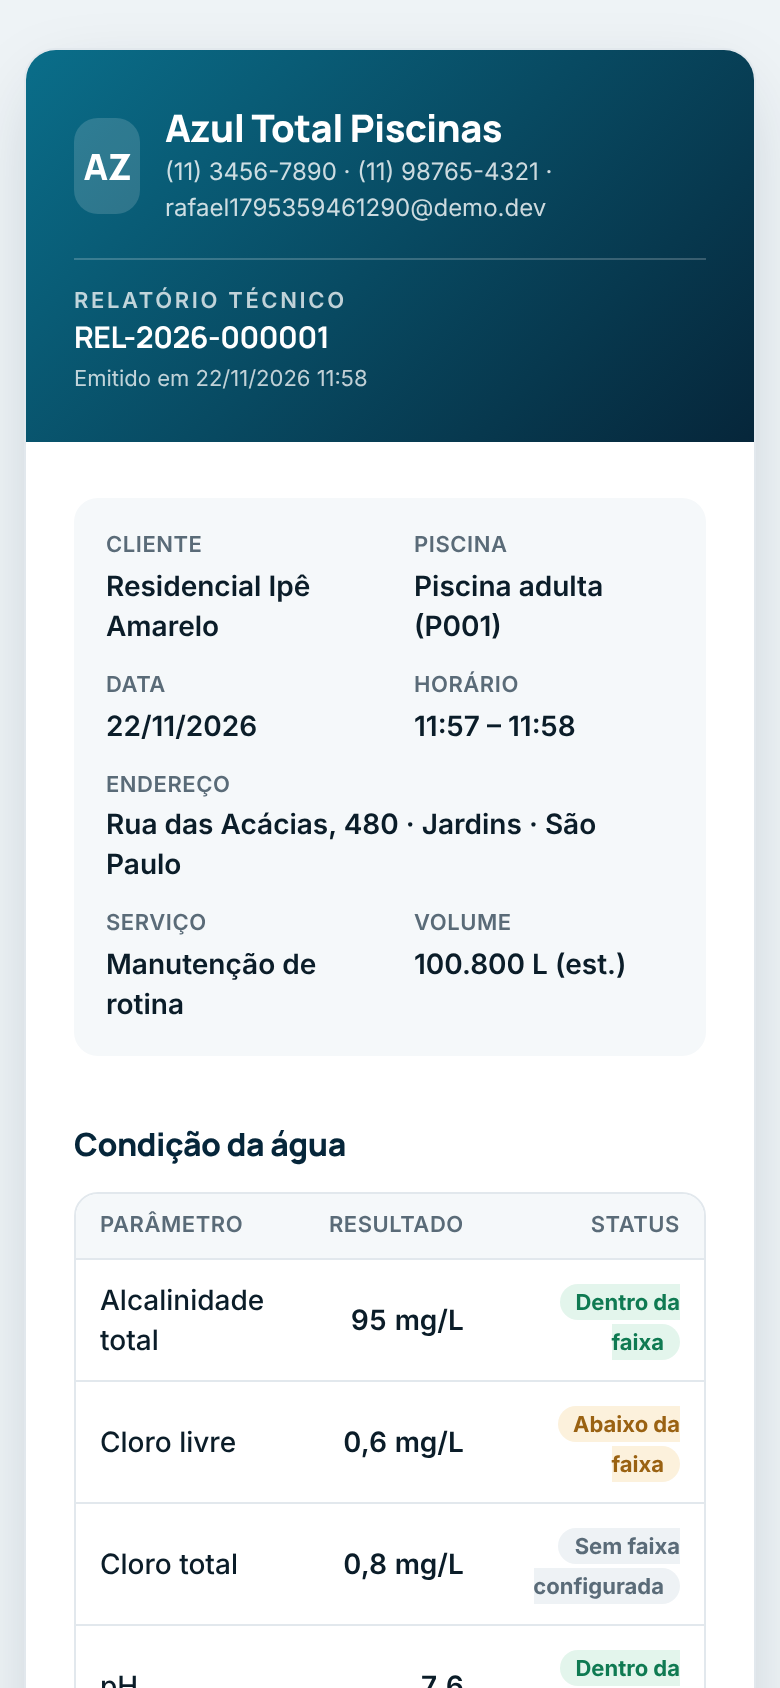 AZ
Azul Total Piscinas
(11) 3456-7890 · (11) 98765-4321 ·
rafael1795359461290@demo.dev
RELATÓRIO TÉCNICO
REL-2026-000001
Emitido em 22/11/2026 11:58
CLIENTE
Residencial Ipê
Amarelo
PISCINA
Piscina adulta
(P001)
DATA
22/11/2026
HORÁRIO
11:57 – 11:58
ENDEREÇO
Rua das Acácias, 480 · Jardins · São
Paulo
SERVIÇO
Manutenção de
rotina
VOLUME
100.800 L (est.)
Condição da água
PARÂMETRO RESULTADO STATUS
Alcalinidade
total
95 mg/L
Dentro da
faixa
Cloro livre
0,6 mg/L
Abaixo da
faixa
Cloro total
0,8 mg/L
Sem faixa
configurada
pH
7,6
Dentro da